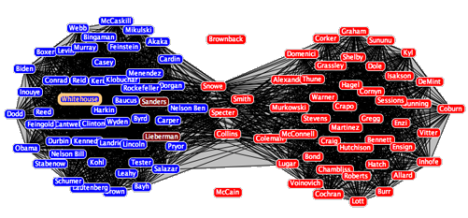 McCaskill
Webb
Mikulski
Bingaman
Akaka
Boxer
Levin
Murray
Feinstein
Cardin
Casey
Biden
Menendez
Conrad
Reid
Klobuchar
Rockefeller
Dorgan
Inouye
Whitehouse
Baucus
Sanders
Nelson Ben
Harkin
Dodd
Reed
Feingold
Cantwell
Clinton
Wyden
Byrd
Carper
Lieberman
Durbin
Landrieu
Lincoln
Pryor
Obama
Nelson Bill
Stabenow
Kohl
Tester
Salazar
Leahy
Schumer
Lautenberg
Brown
Bayh
Brownback
Snowe
Smith
Specter
Collins
Coleman
McCain
Graham
Corker
Sununu
Domenici
Shelby
Kyl
Grassley
Dole
Isakson
Thune
DeMint
Hagel
Cornyn
Warner
Sessions
Bunning
Murkowski
Crapo
Coburn
Stevens
Gregg
Enzi
Martinez
Vitter
McConnell
Craig
Bennett
Hutchison
Ensign
Bond
Lugar
Hatch
Inhofe
Chambliss
Roberts
Allard
Voinovich
Burr
Cochran
Lott